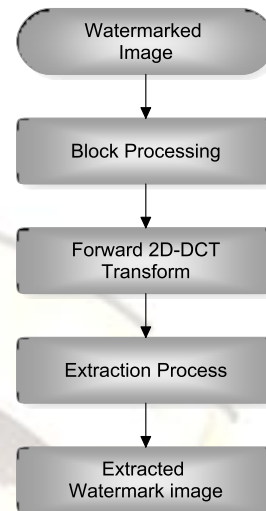 Watermarked
Image
Block Processing
Forward 2D-DCT
Transform
Extraction Process
Extracted
Watermark image